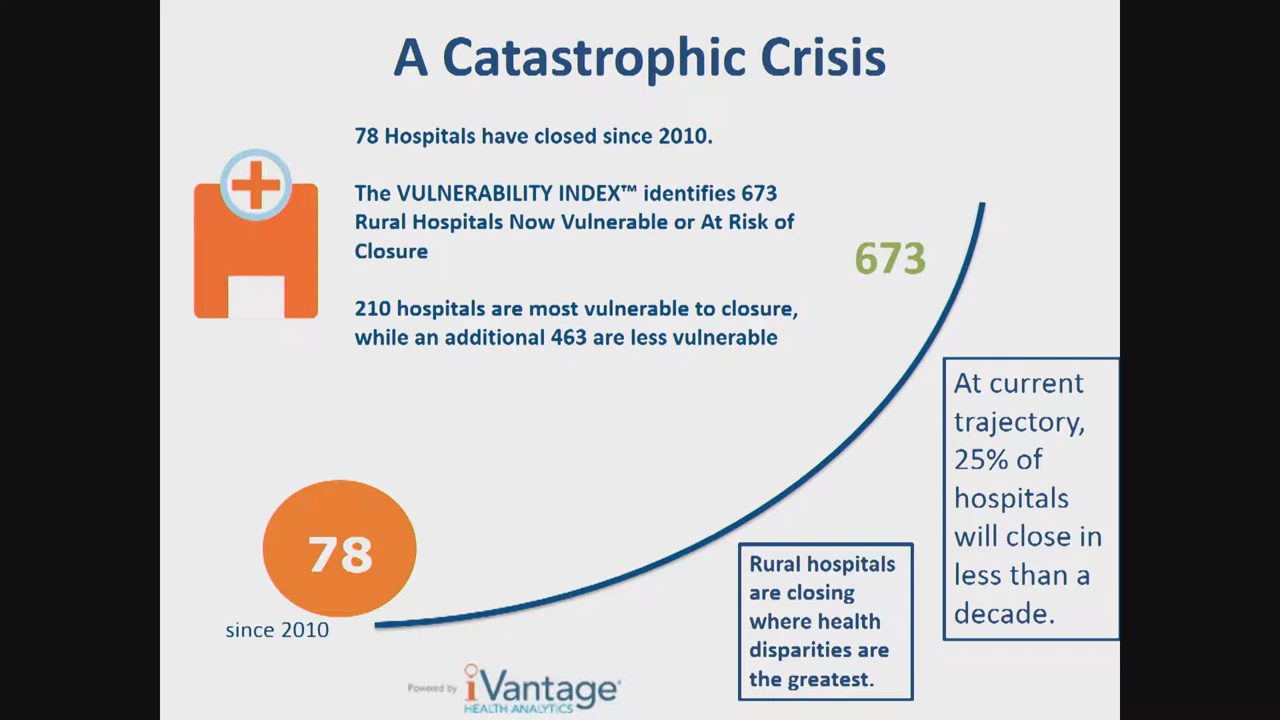 A Catastrophic Crisis
78 Hospitals have closed since 2010.
The VULNERABILITY INDEX™ identifies 673
Rural Hospitals Now Vulnerable or At Risk of
Closure
210 hospitals are most vulnerable to closure,
while an additional 463 are less vulnerable
673
At current
trajectory,
25% of
hospitals
will close in
less than a
decade.
78
since 2010
Rural hospitals
are closing
where health
disparities are
the greatest.
Powered by
iVantage
HEALTH ANALYTICS